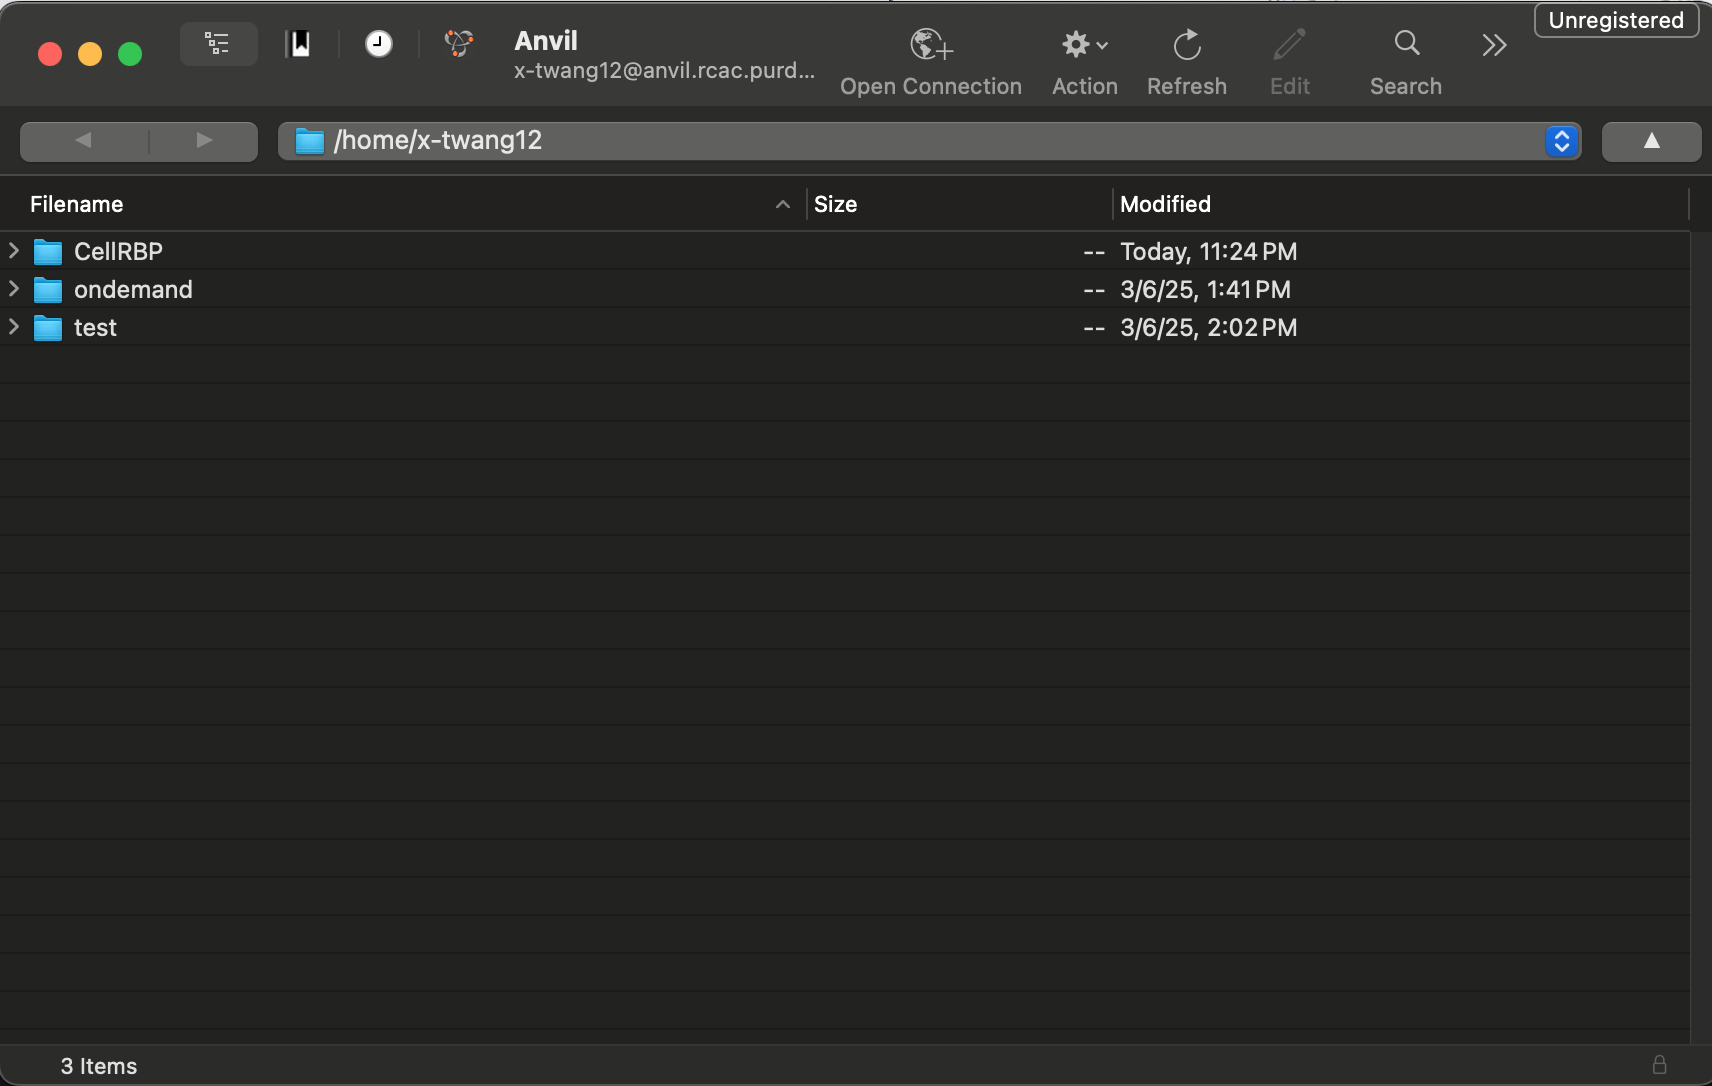 Unregistered
Anvil
x-twang12@anvil.rcac.purd...
Open Connection
Action
Refresh
Edit
Search
/home/x-twang12
Filename Size Modified
CellRBP -- Today, 11:24 PM
ondemand -- 3/6/25, 1:41 PM
test -- 3/6/25, 2:02 PM
3 Items